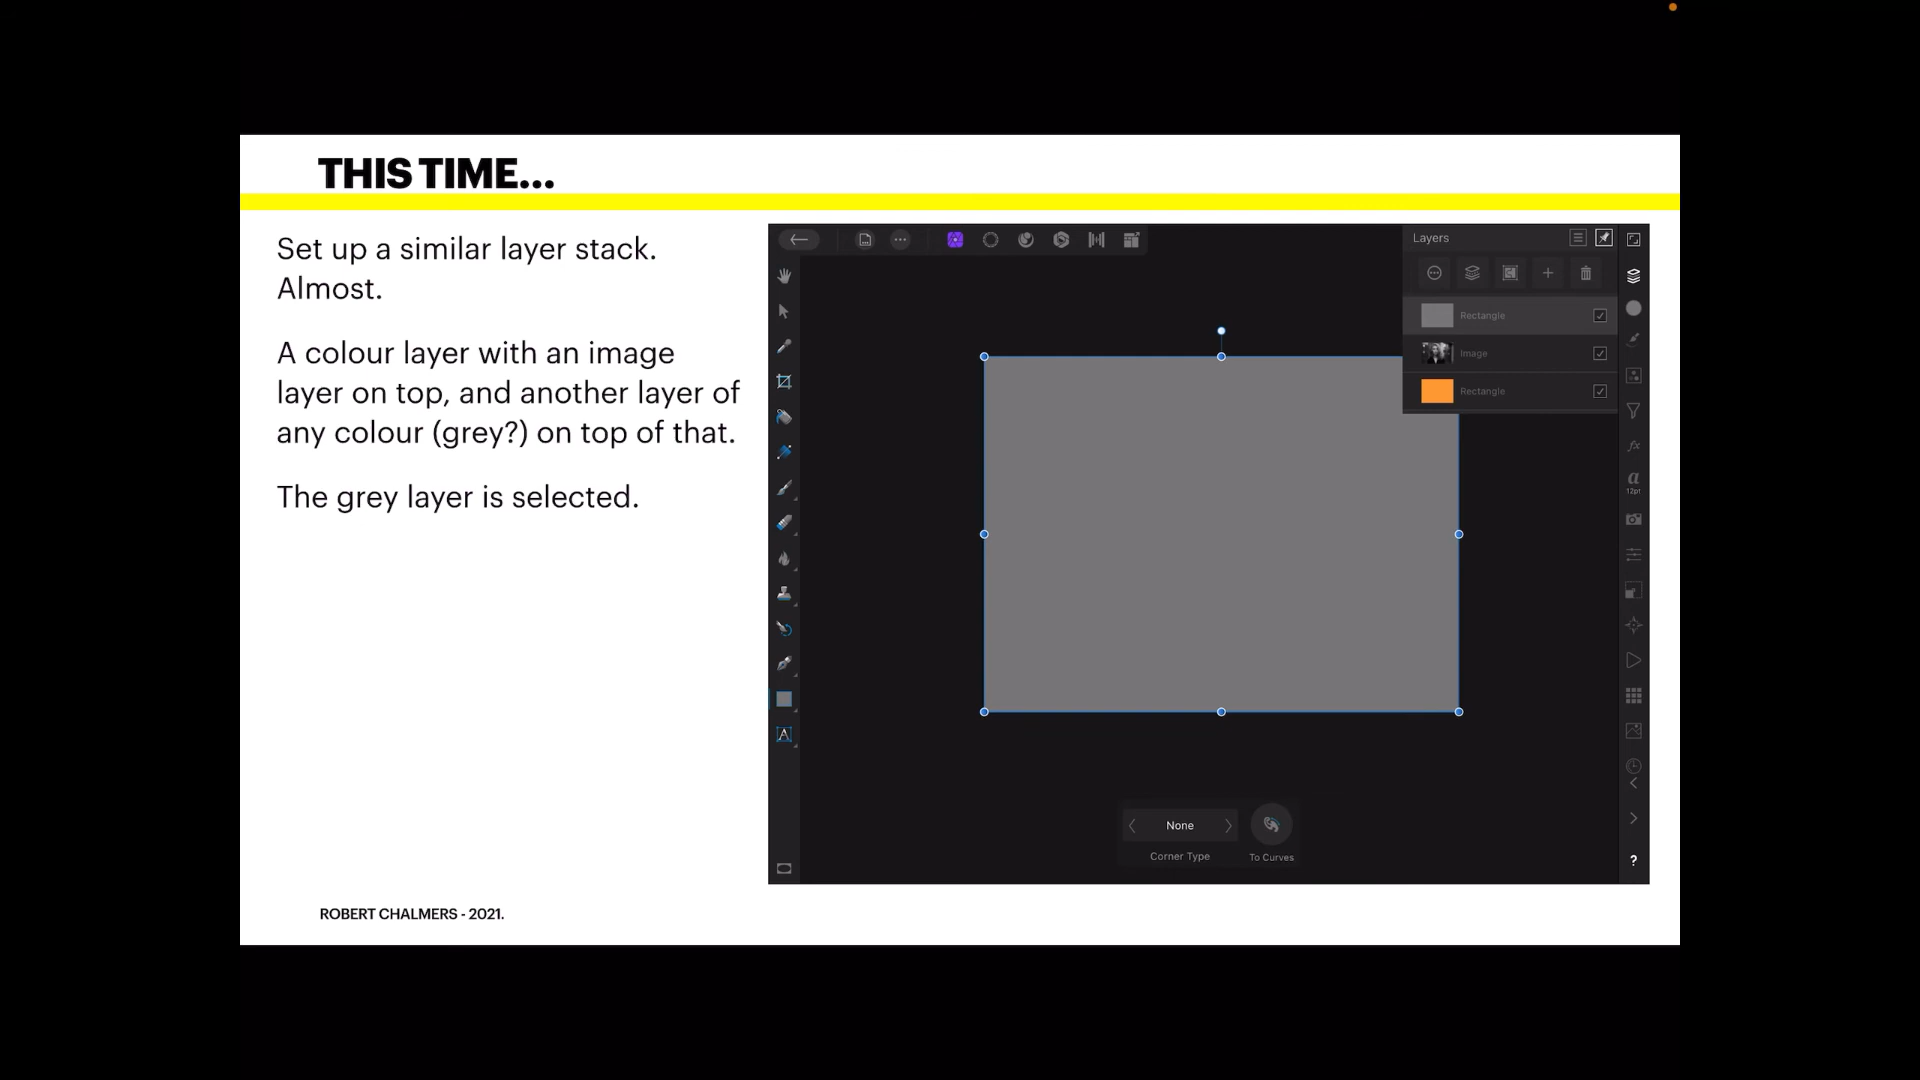 THIS TIME...
Set up a similar layer stack.
Almost.
A colour layer with an image
layer on top, and another layer of
any colour (grey?) on top of that.
The grey layer is selected.
Layers
Rectangle
Image
Rectangle
a
12pt
A
None
Corner Type
To Curves
?
ROBERT CHALMERS - 2021.